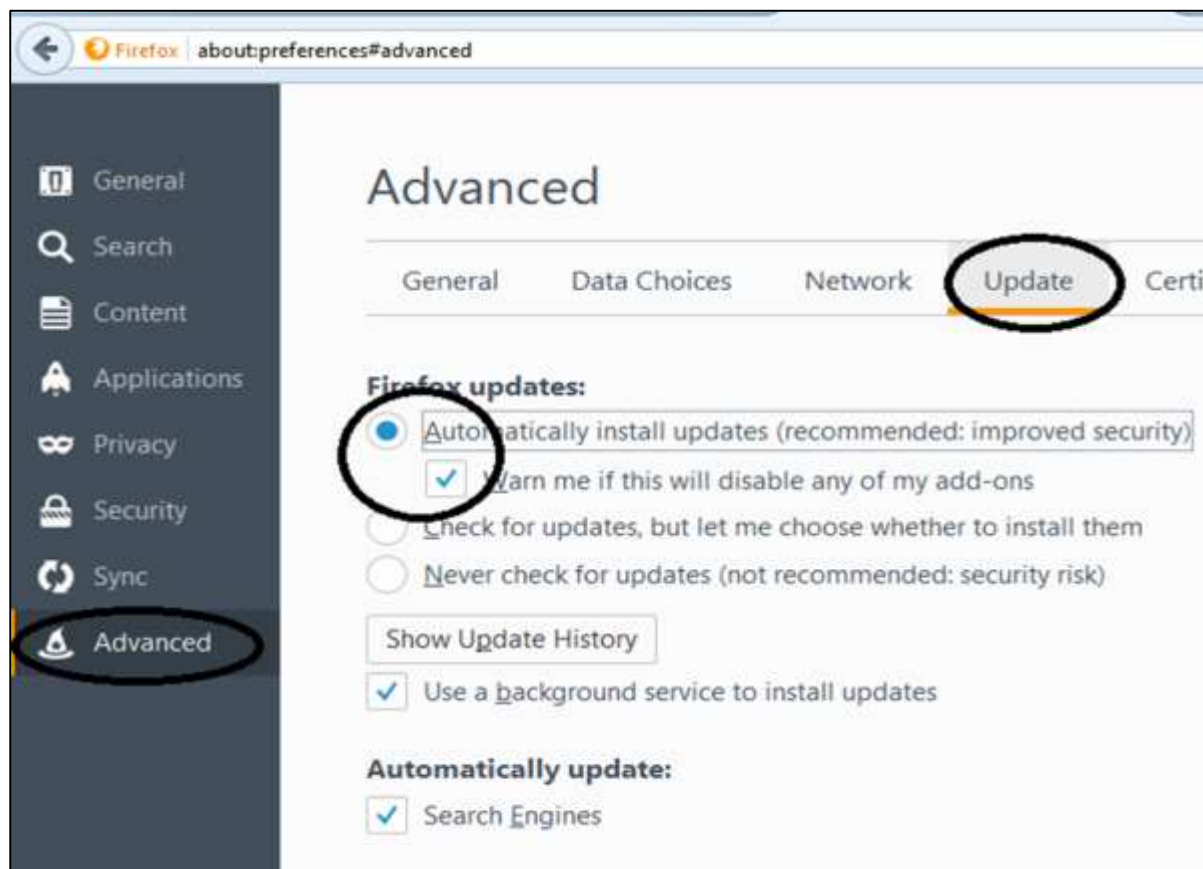 Firefox about:preferences#advanced
General
Search
Content
Applications
Privacy
Security
Sync
Advanced
Advanced
General Data Choices Network Update Certi
Firefox updates:
Automatically install updates (recommended: improved security)
Warn me if this will disable any of my add-ons
Check for updates, but let me choose whether to install them
Never check for updates (not recommended: security risk)
Show Update History
Use a background service to install updates
Automatically update:
Search Engines